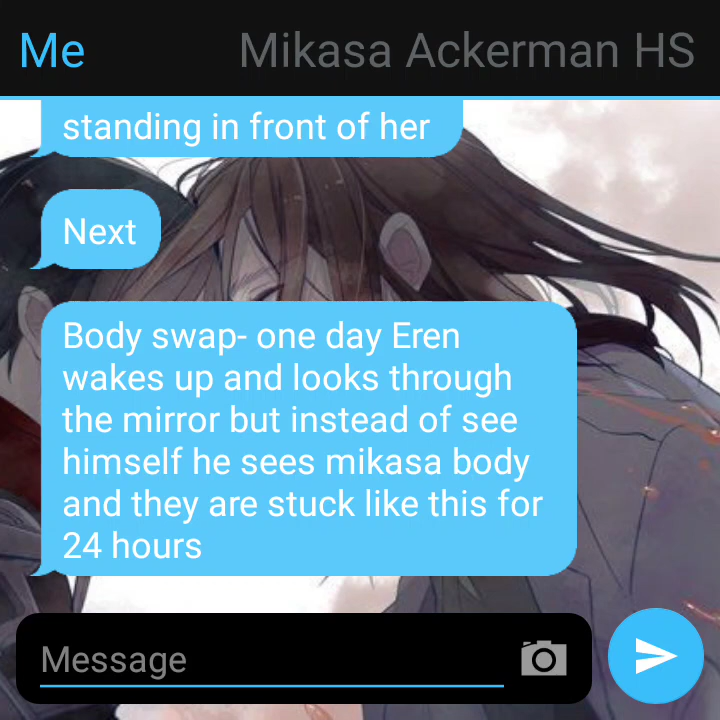 Me Mikasa Ackerman HS
standing in front of her
Next
Body swap- one day Eren
wakes up and looks through
the mirror but instead of see
himself he sees mikasa body
and they are stuck like this for
24 hours
Message